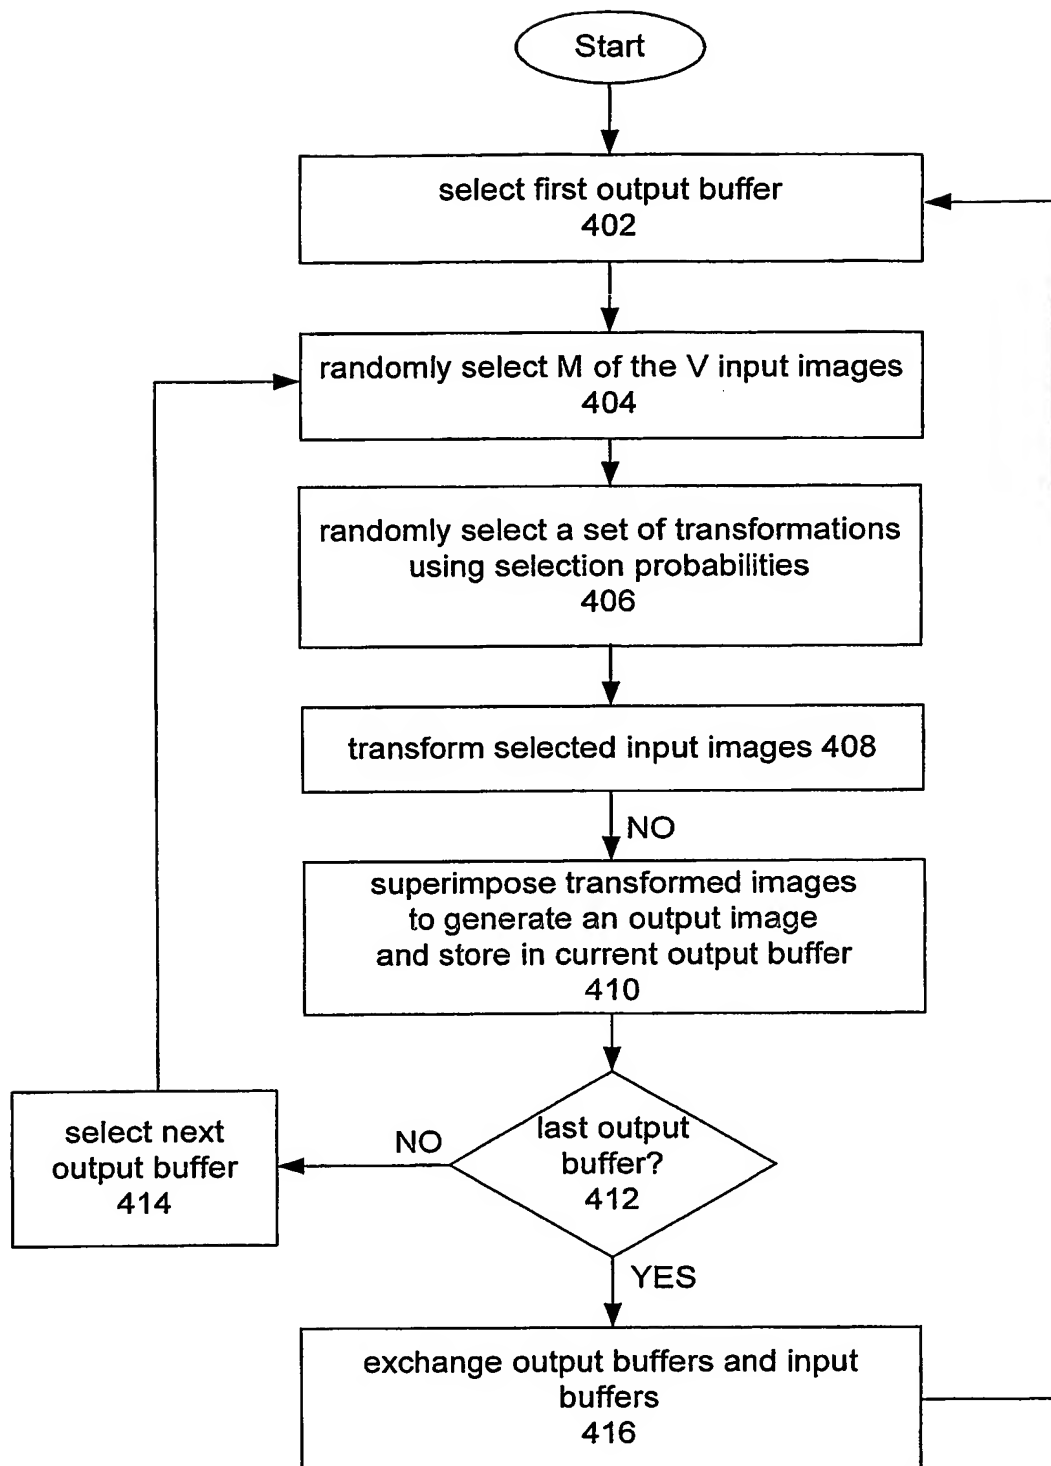 Start
select first output buffer
402
randomly select M of the V input images
404
randomly select a set of transformations
using selection probabilities
406
transform selected input images 408
NO
superimpose transformed images
to generate an output image
and store in current output buffer
410
last output
buffer?
412
NO
select next
output buffer
414
YES
exchange output buffers and input
buffers
416